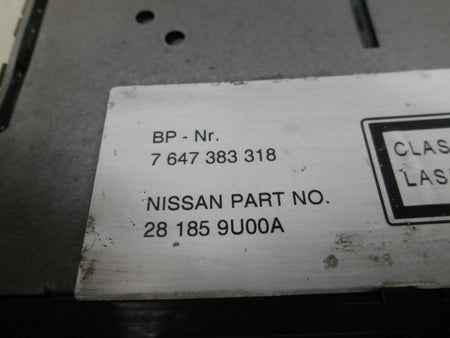 BP - Nr.
7 647 383 318
NISSAN PART NO.
28 185 9U00A
CLAS
LAS